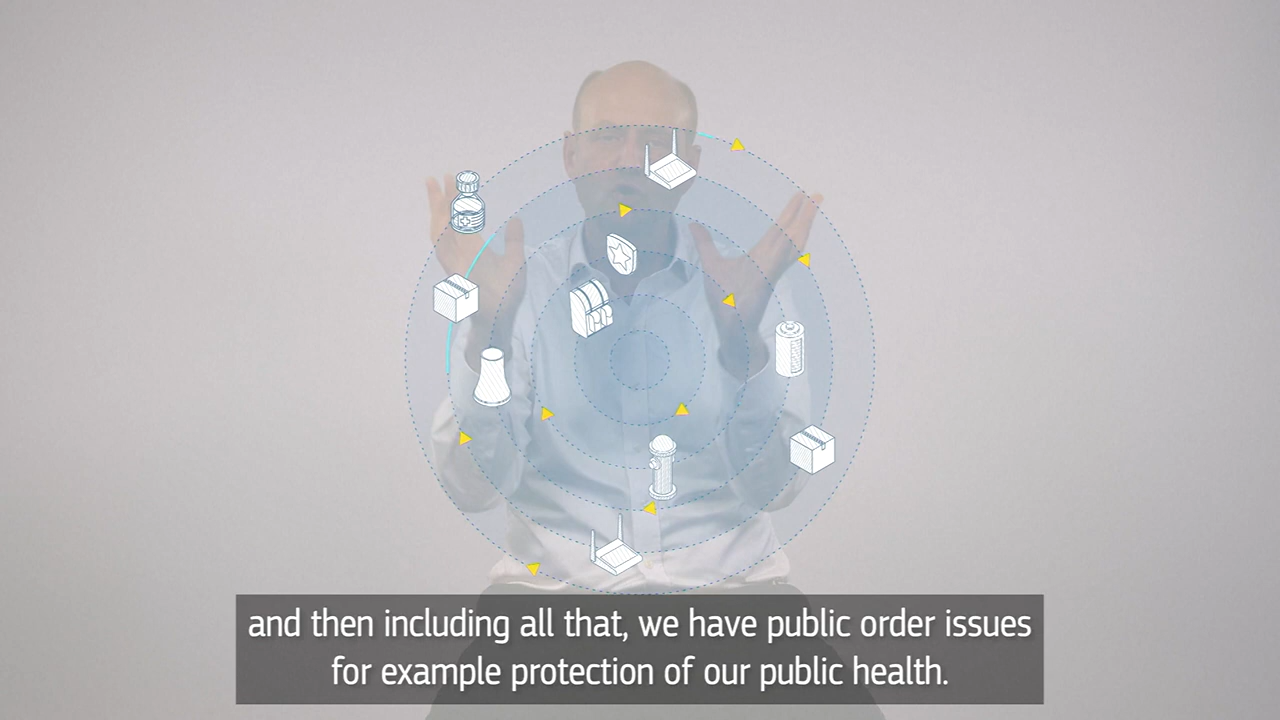 and then including all that, we have public order issues
for example protection of our public health.